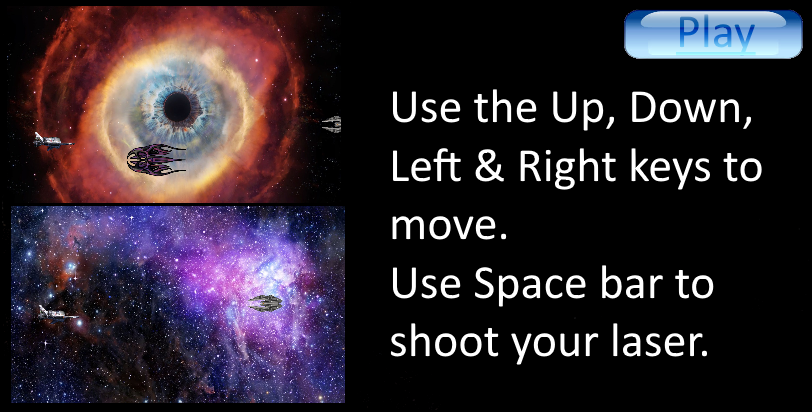 Play
Use the Up, Down,
Left & Right keys to
move.
Use Space bar to
shoot your laser.